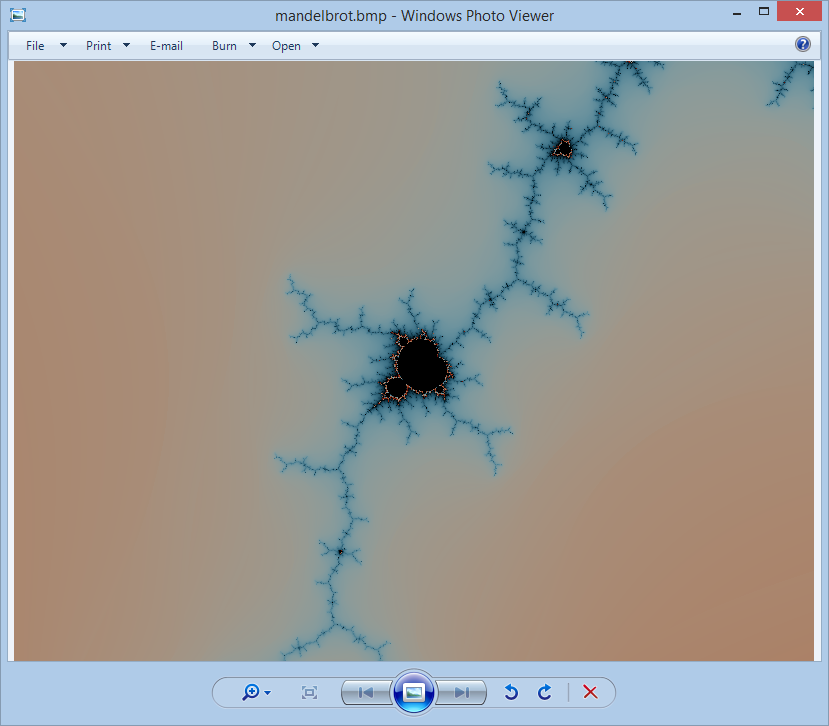 mandelbrot.bmp - Windows Photo Viewer
File Print E-mail Burn Open ?